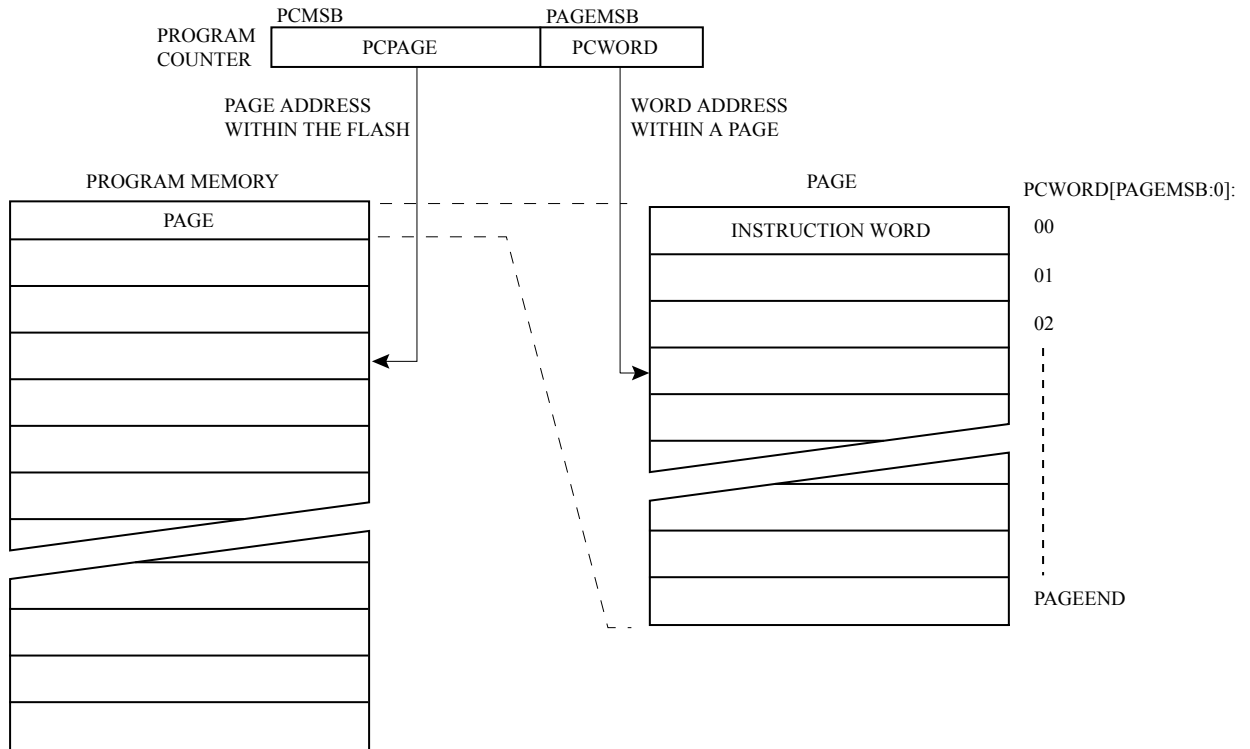 PCMSB
PAGEMSB
PROGRAM
COUNTER
PCPAGE
PCWORD
PAGE ADDRESS
WITHIN THE FLASH
WORD ADDRESS
WITHIN A PAGE
PROGRAM MEMORY
PAGE
PCWORD[PAGEMSB:0]:
PAGE
INSTRUCTION WORD
00
01
02
PAGEEND